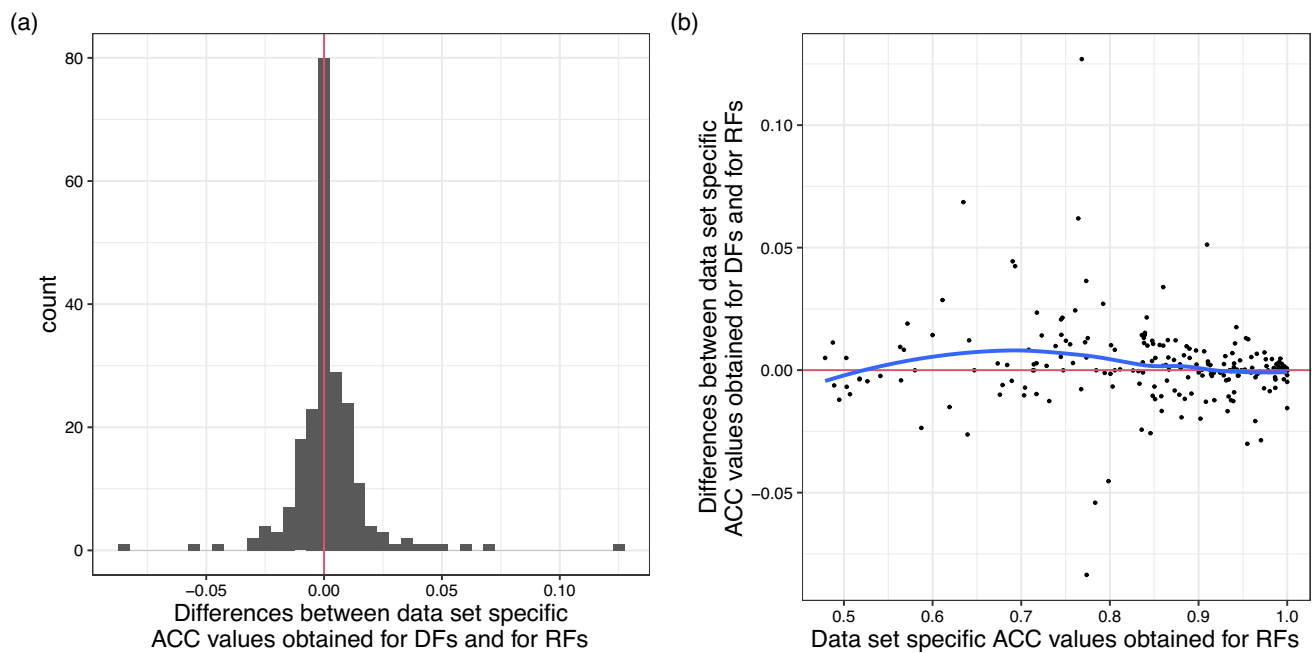 (a)
80
60
40
20
0
count
−0.05
0.00
0.05
0.10
Differences between data set specific
ACC values obtained for DFs and for RFs
(b)
0.10
0.05
0.00
−0.05
Differences between data set specific
ACC values obtained for DFs and for RFs
0.5
0.6
0.7
0.8
0.9
1.0
Data set specific ACC values obtained for RFs